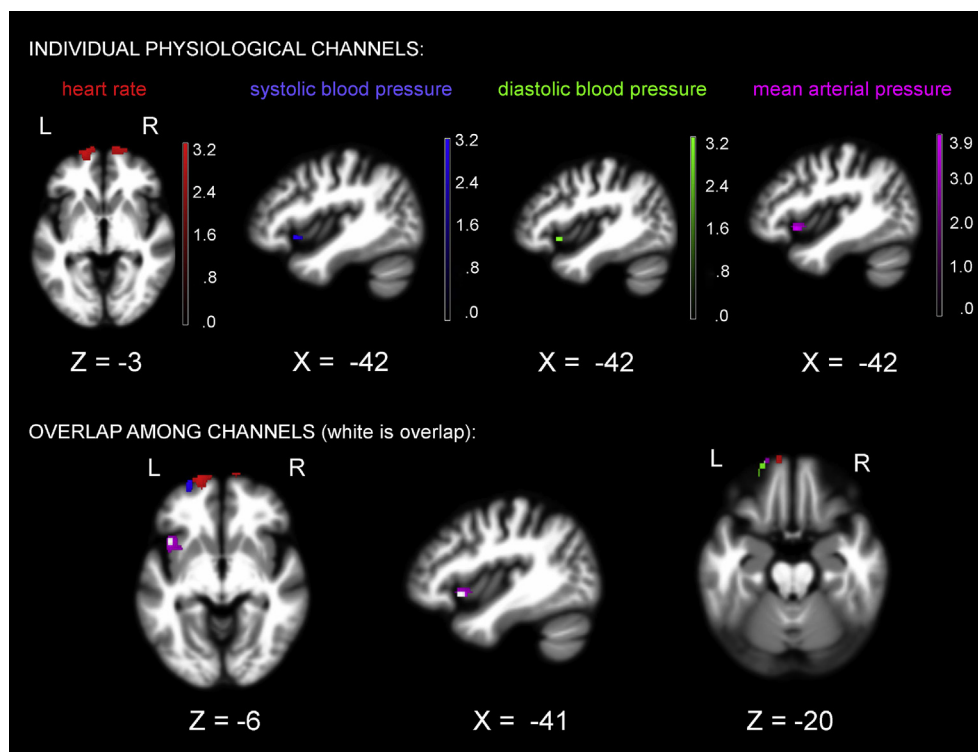 INDIVIDUAL PHYSIOLOGICAL CHANNELS:
heart rate
systolic blood pressure
diastolic blood pressure
mean arterial pressure
L R
3.2
2.4
1.6
.8
.0
3.2
2.4
1.6
.8
.0
3.2
2.4
1.6
.8
.0
3.9
3.0
2.0
1.0
.0
Z = -3
X = -42
X = -42
X = -42
OVERLAP AMONG CHANNELS (white is overlap):
L R
L R
Z = -6
X = -41
Z = -20